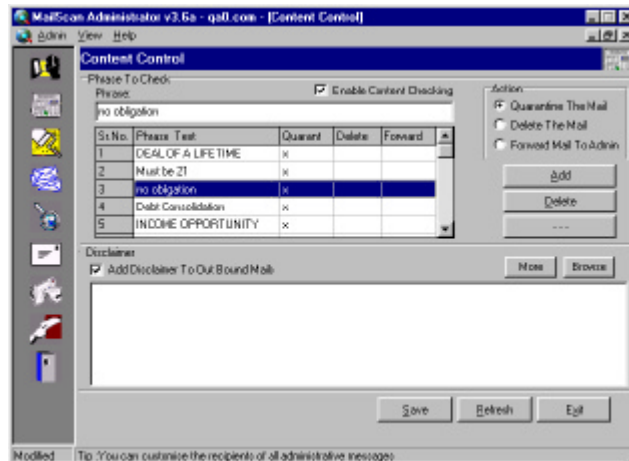 MailScan Administrator v3.6a - qa0.com - [Content Control]
Admin View Help
Content Control
Phrase To Check
Phrase:
Enable Content Checking
no obligation
Sr.No. Phrase Text Quarant Delete Forward
1 DEAL OF A LIFETIME x
2 Must be 21 x
3 no obligation x
4 Debt Consolidation x
5 INCOME OPPORTUNITY x
Action
Quarantine The Mail
Delete The Mail
Forward Mail To Admin
Add
Delete
---
Disclaimer
Add Disclaimer To Out Bound Mails
More Browse
Save Refresh Exit
Modified Tip :You can customise the recipients of all administrative messages